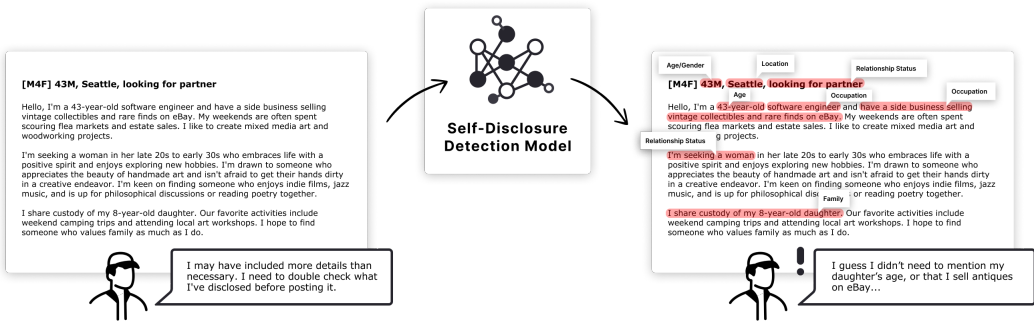 [M4F] 43M, Seattle, looking for partner
Hello, I'm a 43-year-old software engineer and have a side business selling
vintage collectibles and rare finds on eBay. My weekends are often spent
scouring flea markets and estate sales. I like to create mixed media art and
woodworking projects.
I'm seeking a woman in her late 20s to early 30s who embraces life with a
positive spirit and enjoys exploring new hobbies. I'm drawn to someone who
appreciates the beauty of handmade art and isn't afraid to get their hands dirty
in a creative endeavor. I'm keen on finding someone who enjoys indie films, jazz
music, and is up for philosophical discussions or reading poetry together.
I share custody of my 8-year-old daughter. Our favorite activities include
weekend camping trips and attending local art workshops. I hope to find
someone who values family as much as I do.
I may have included more details than
necessary. I need to double check what
I've disclosed before posting it.
Self-Disclosure
Detection Model
Age/Gender
Location
Relationship Status
[M4F] 43M, Seattle, looking for partner
Age
Occupation
Occupation
Hello, I'm a 43-year-old software engineer and have a side business selling
vintage collectibles and rare finds on eBay. My weekends are often spent
scouring flea markets and estate sales. I like to create mixed media art and
g projects.
Relationship Status
I'm seeking a woman in her late 20s to early 30s who embraces life with a
positive spirit and enjoys exploring new hobbies. I'm drawn to someone who
appreciates the beauty of handmade art and isn't afraid to get their hands dirty
in a creative endeavor. I'm keen on finding someone who enjoys indie films, jazz
music, and is up for philosophical or reading poetry together.
Family
I share custody of my 8-year-old daughter. Our favorite activities include
weekend camping trips and attending local art workshops. I hope to find
someone who values family as much as I do.
I guess I didn't need to mention my
daughter's age, or that I sell antiques
on eBay...